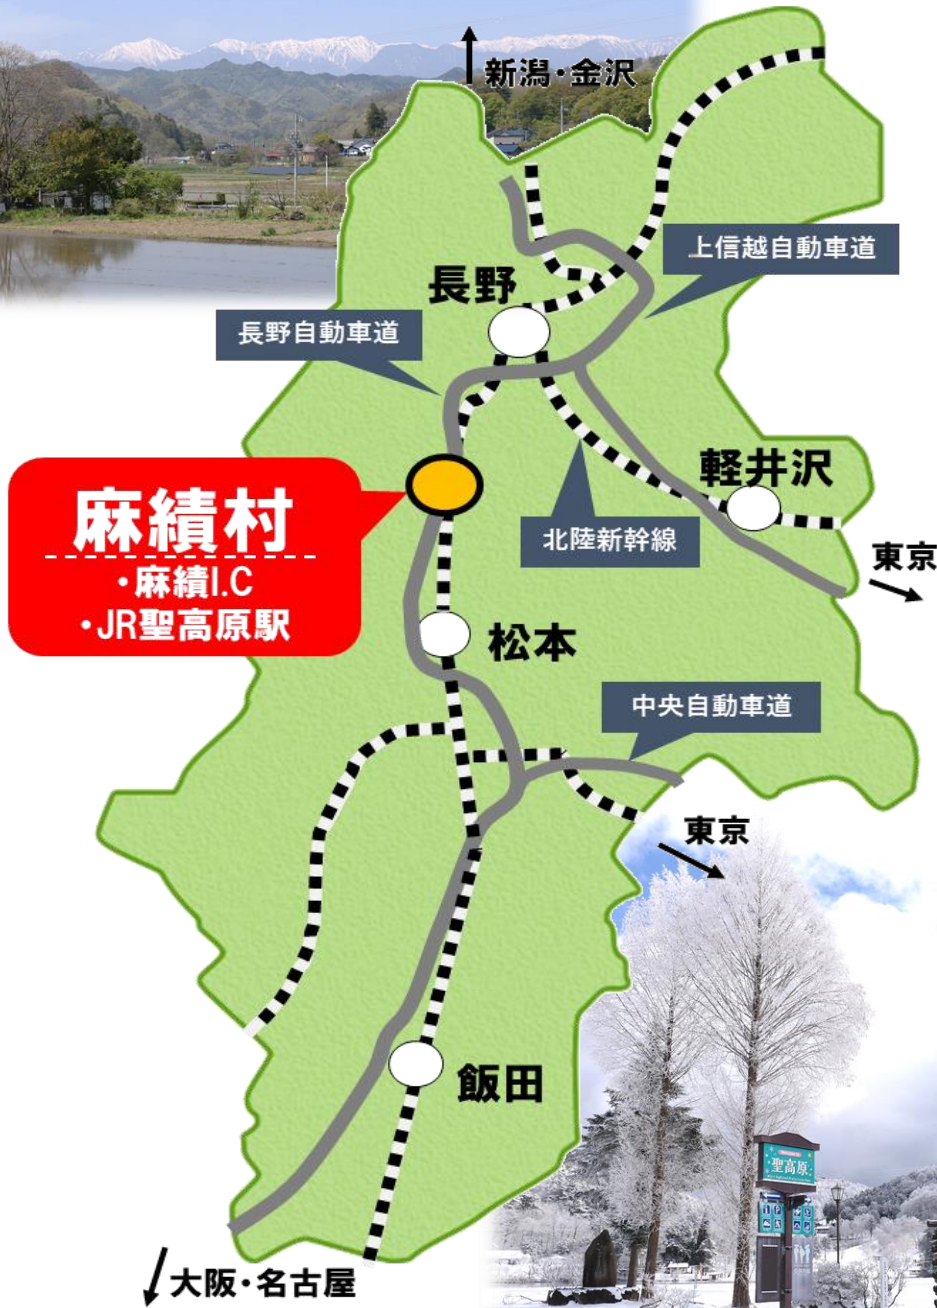 新潟・金沢
上信越自動車道
長野
長野自動車道
軽井沢
麻績村
・麻績I.C
・JR聖高原駅
北陸新幹線
東京
松本
中央自動車道
東京
飯田
聖高原
大阪・名古屋